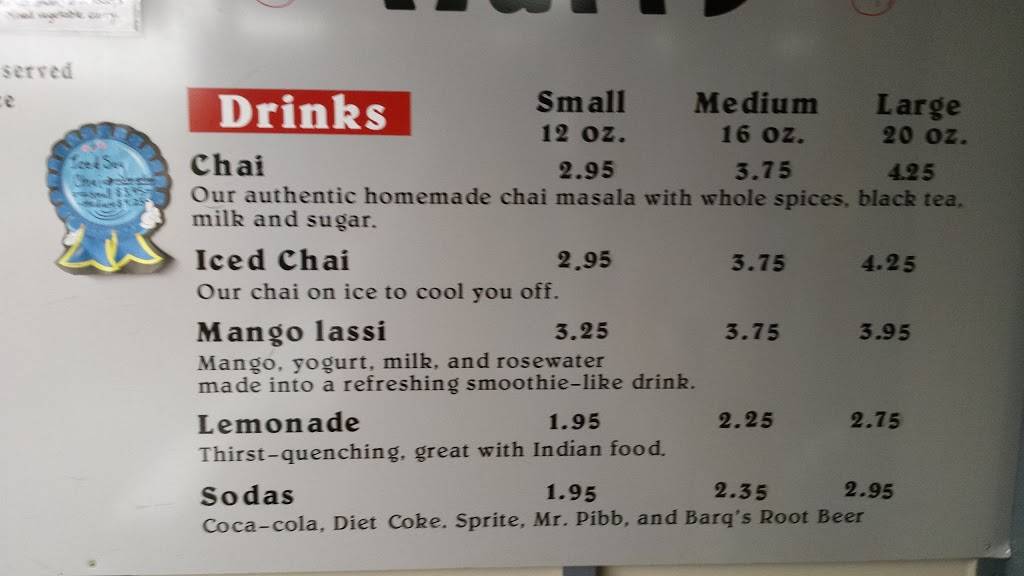 vegetable curry
served
Drinks Small Medium Large
12 oz. 16 oz. 20 oz.
Chai 2.95 3.75 4.25
Our authentic homemade chai masala with whole spices, black tea,
milk and sugar.
Iced Chai 2.95 3.75 4.25
Our chai on ice to cool you off.
Mango lassi 3.25 3.75 3.95
Mango, yogurt, milk, and rosewater
made into a refreshing smoothie-like drink.
Lemonade 1.95 2.25 2.75
Thirst-quenching, great with Indian food.
Sodas 1.95 2.35 2.95
Coca-cola, Diet Coke. Sprite, Mr. Pibb, and Barq's Root Beer
Iced Soy
Chai